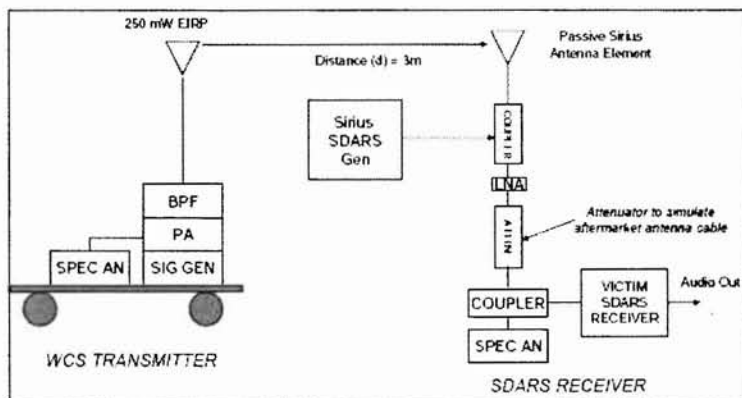 250 mW EIRP
Distance (d) = 3m
Passive Sirius
Antenna Element
Sirius
SDARS
Gen
COUPLER
LNA
ATTEN
Attenuator to simulate
aftermarket antenna cable
BPF
PA
SPEC AN
SIG GEN
COUPLER
SPEC AN
VICTIM
SDARS
RECEIVER
Audio Out
WCS TRANSMITTER
SDARS RECEIVER